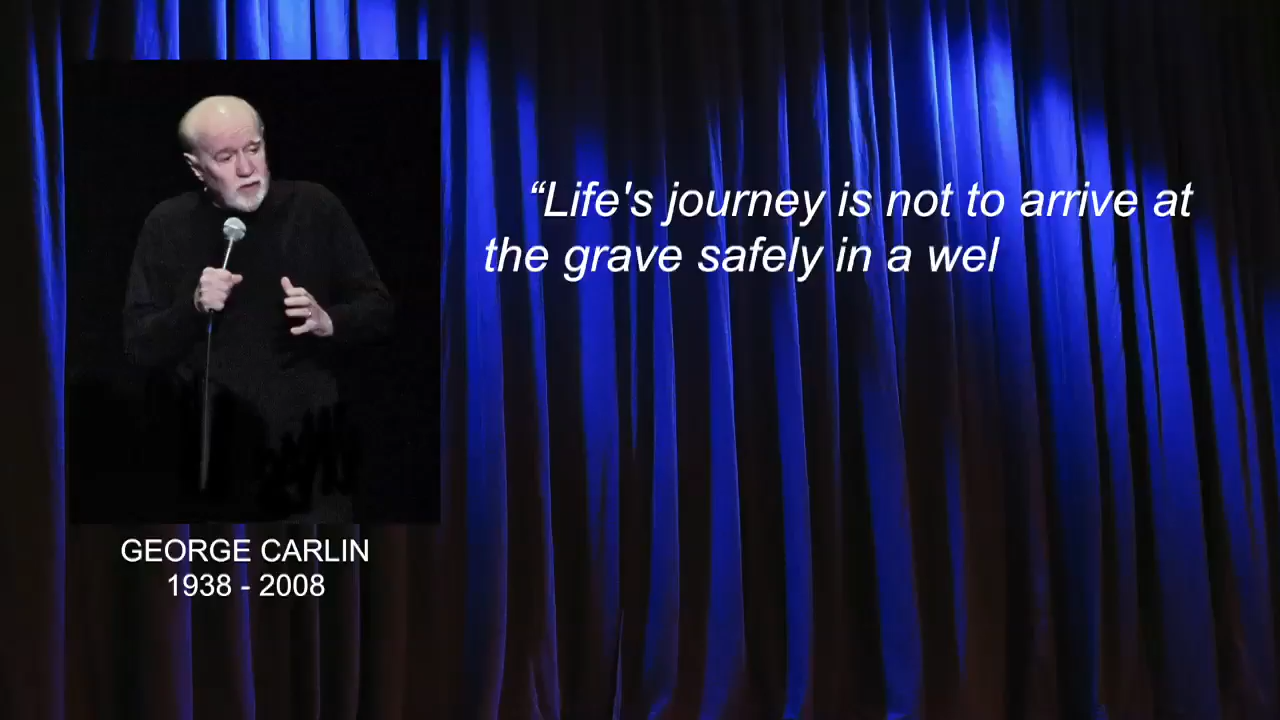 “Life's journey is not to arrive at
the grave safely in a wel
GEORGE CARLIN
1938 - 2008